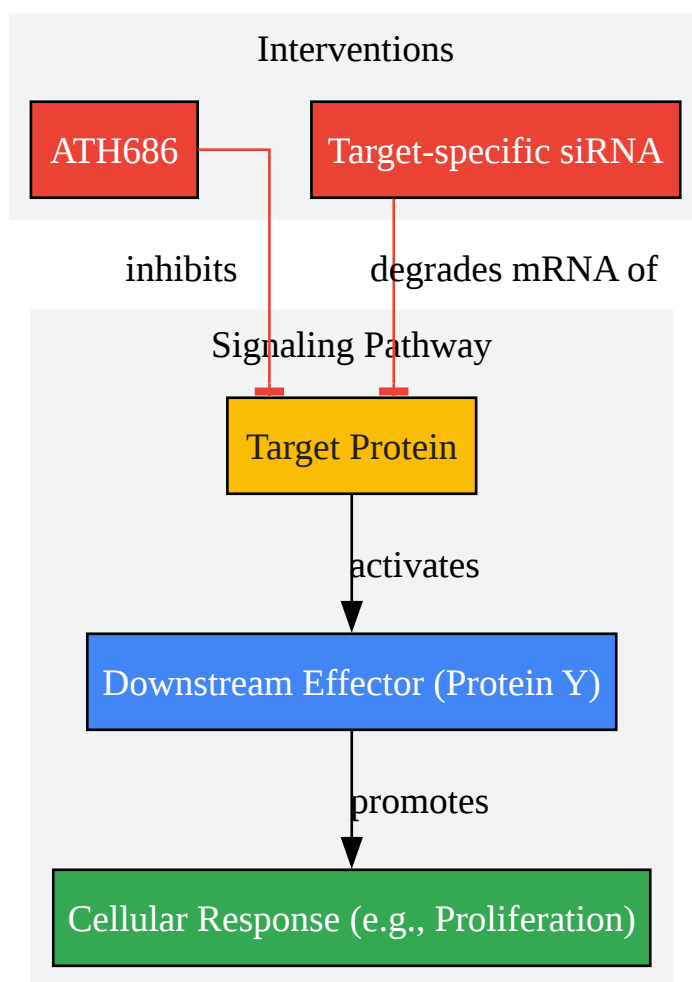 Interventions
ATH686
Target-specific siRNA
inhibits
degrades mRNA of
Signaling Pathway
Target Protein
activates
Downstream Effector (Protein Y)
promotes
Cellular Response (e.g., Proliferation)